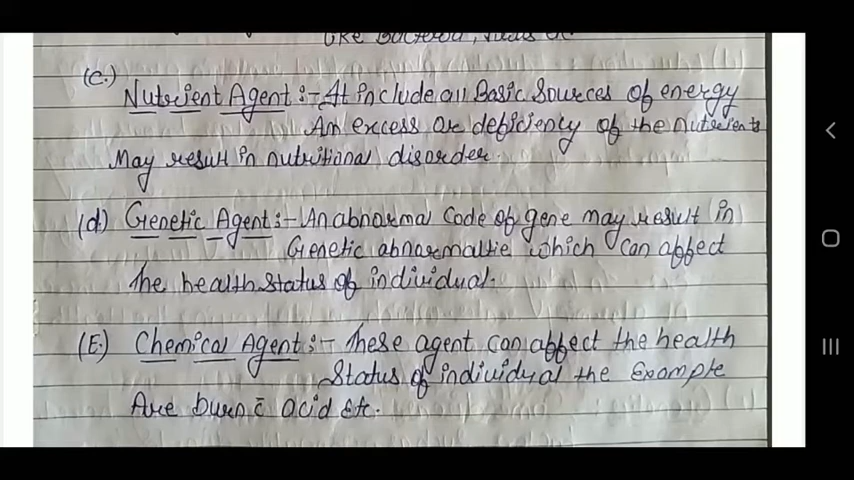 like Bacteria,
(C.)
Nutrient Agent :- It include all Basic Sources of energy
An excess or deficieny of the nutrients
May result in nutritional disorder.
(d) Genetic Agent :- An abnormal Code of gene may result in
Genetic abnormaltie which can affect
the health status of individual.
(E.) Chemical Agent :- These agent can affect the health
Status of individual the Example
Are burn c̄ acid etc.